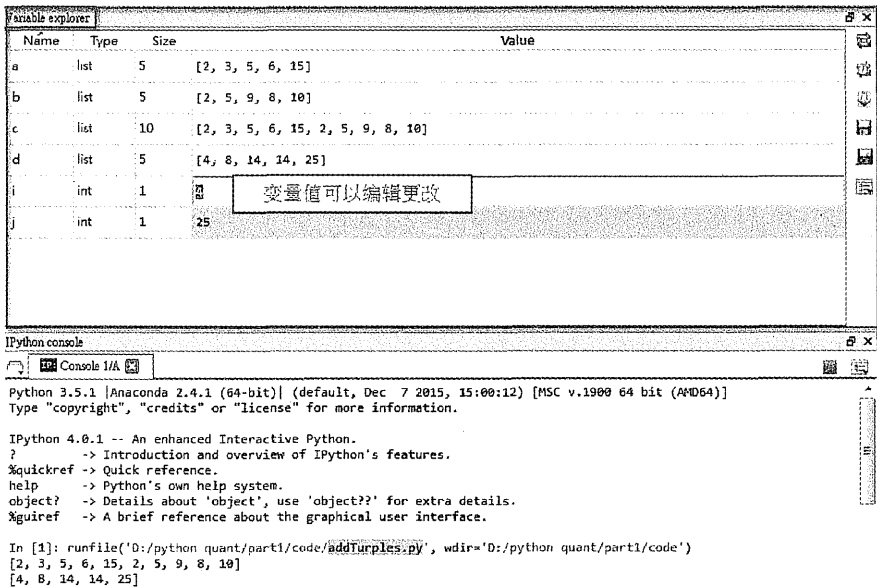 Variable explorer
Name Type Size Value
a list 5 [2, 3, 5, 6, 15]
b list 5 [2, 5, 9, 8, 10]
c list 10 [2, 3, 5, 6, 15, 2, 5, 9, 8, 10]
d list 5 [4, 8, 14, 14, 25]
i int 1 变量值可以编辑更改
j int 1 25
IPython console
IP Console 1/A
Python 3.5.1 |Anaconda 2.4.1 (64-bit)| (default, Dec 7 2015, 15:00:12) [MSC v.1900 64 bit (AMD64)]
Type "copyright", "credits" or "license" for more information.
IPython 4.0.1 -- An enhanced Interactive Python.
? -> Introduction and overview of IPython's features.
%quickref -> Quick reference.
help -> Python's own help system.
object? -> Details about 'object', use 'object??' for extra details.
%guiref -> A brief reference about the graphical user interface.
In [1]: runfile('D:/python quant/part1/code/addTurples.py', wdir='D:/python quant/part1/code')
[2, 3, 5, 6, 15, 2, 5, 9, 8, 10]
[4, 8, 14, 14, 25]